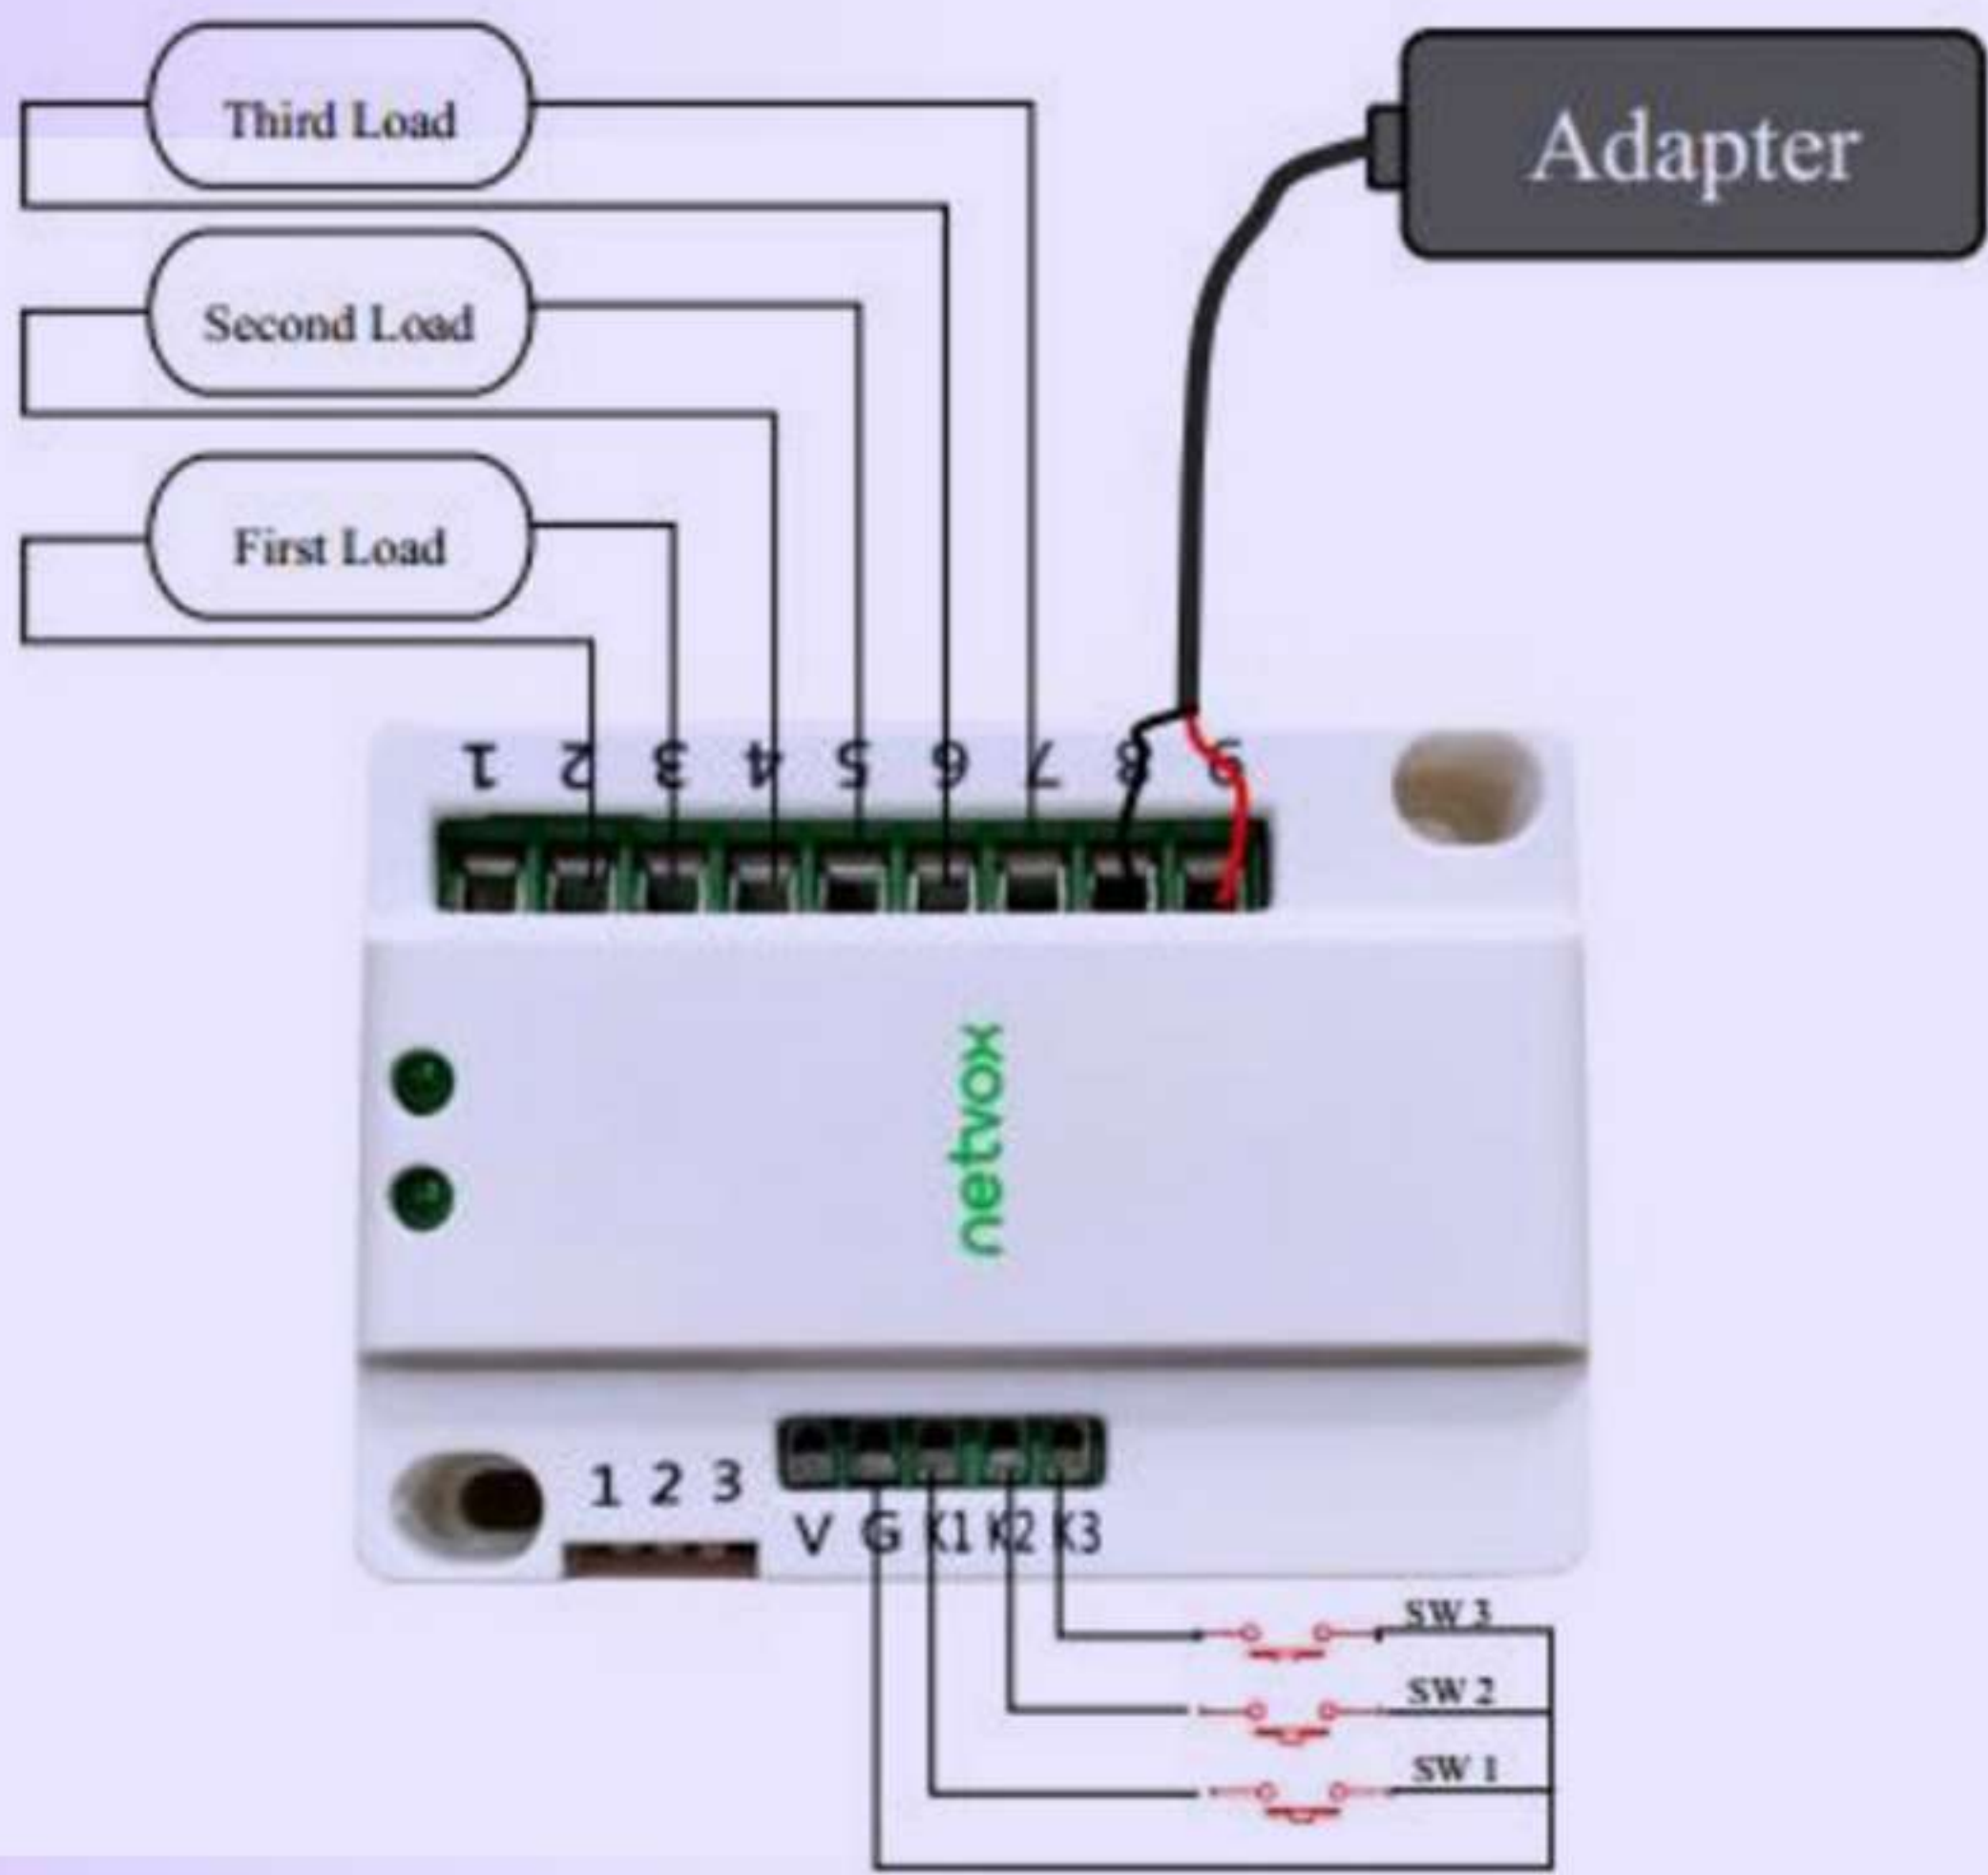 Third Load
Adapter
Second Load
First Load
1 2 3 4 5 6 7 8 9
netvox
1 2 3
V G K1 K2 K3
SW 3
SW 2
SW 1